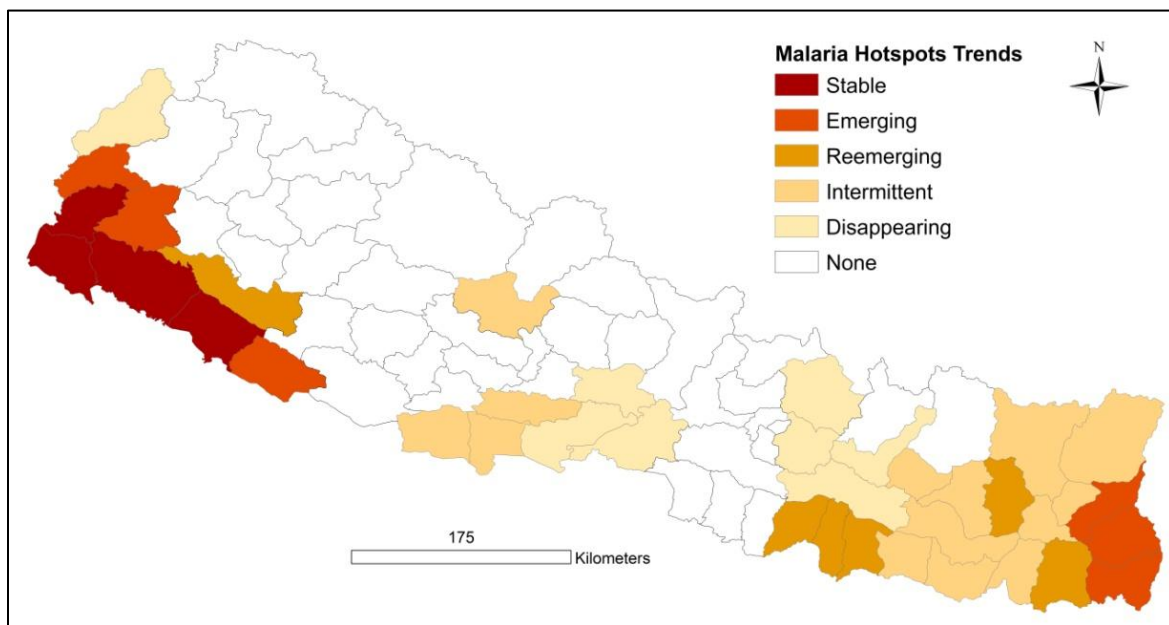 Malaria Hotspots Trends
Stable
Emerging
Reemerging
Intermittent
Disappearing
None
N
175
Kilometers